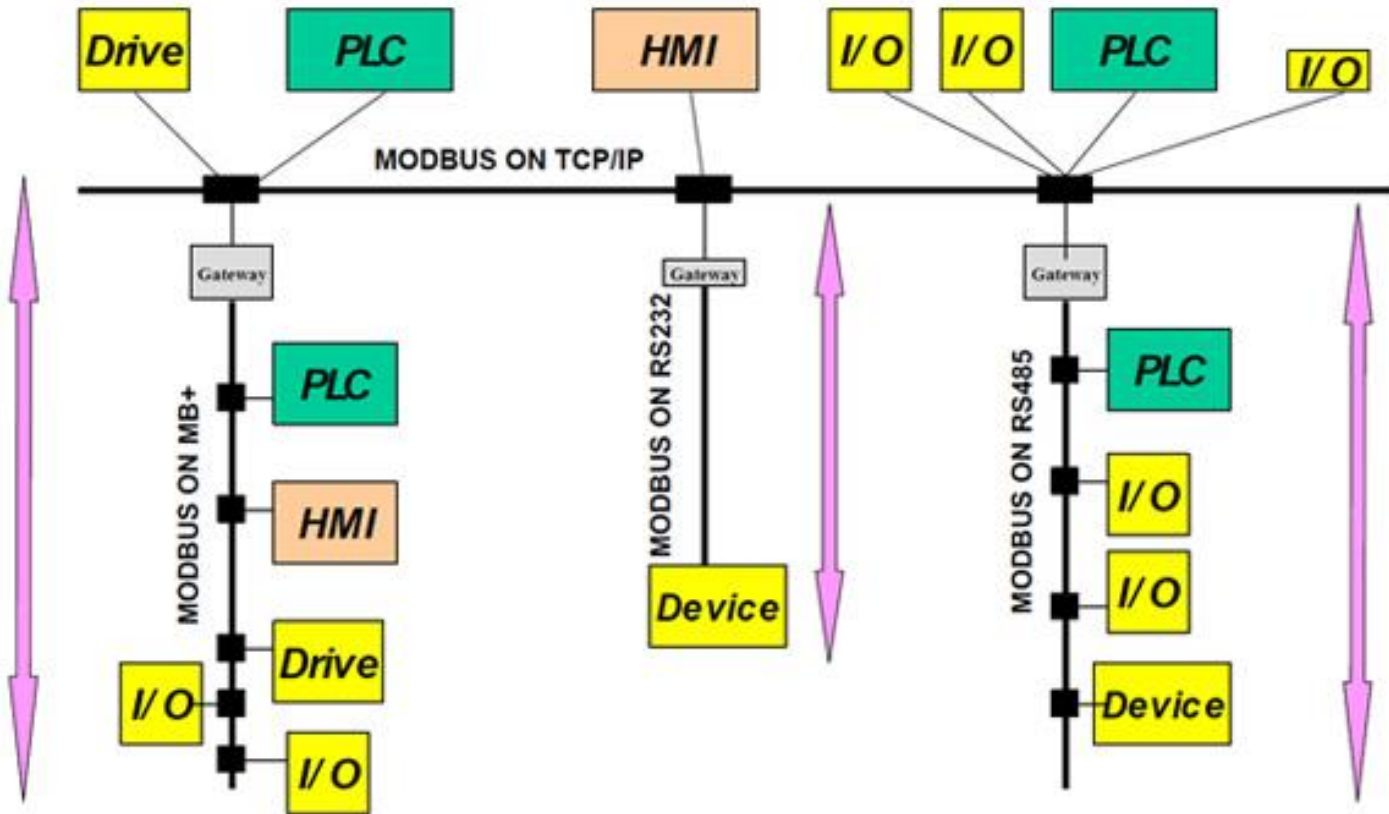 Drive
PLC
HMI
I/O
I/O
PLC
I/O
MODBUS ON TCP/IP
Gateway
Gateway
Gateway
MODBUS ON MB+
PLC
HMI
Drive
I/O
I/O
MODBUS ON RS232
Device
MODBUS ON RS485
PLC
I/O
I/O
Device